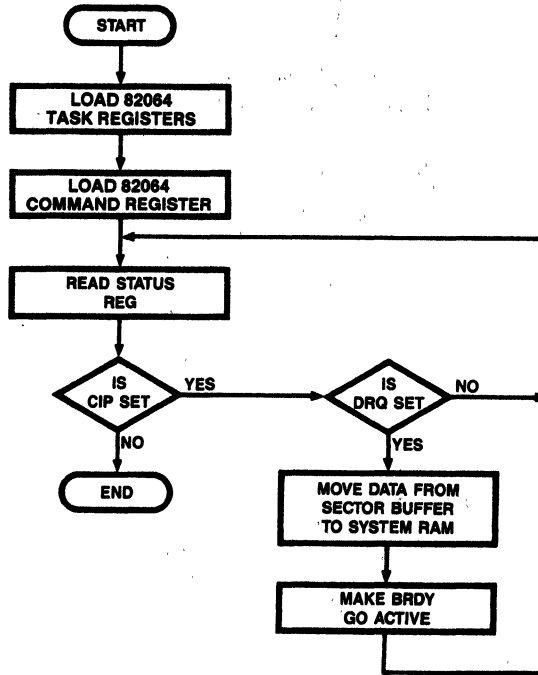 START
LOAD 82064
TASK REGISTERS
LOAD 82064
COMMAND REGISTER
READ STATUS
REG
IS
CIP SET
YES
NO
END
IS
DRQ SET
NO
YES
MOVE DATA FROM
SECTOR BUFFER
TO SYSTEM RAM
MAKE BRDY
GO ACTIVE